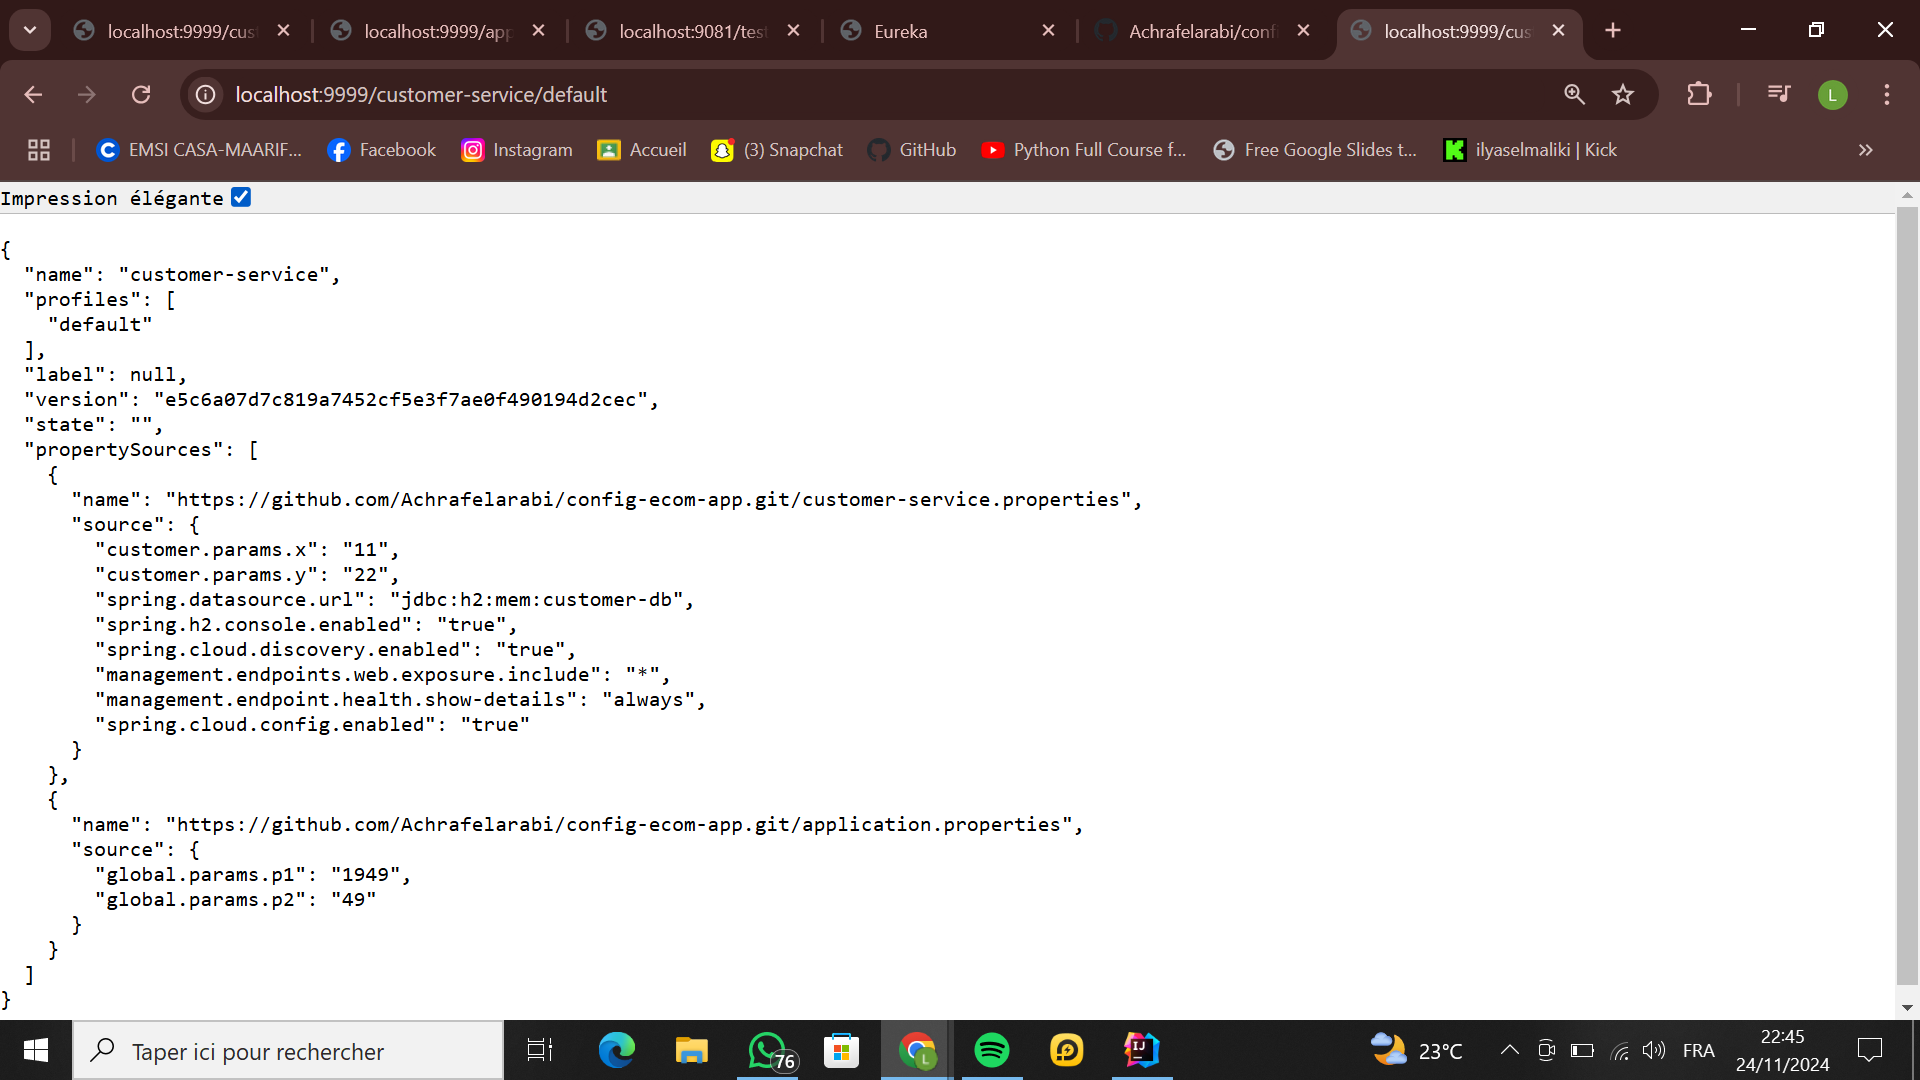 localhost:9999/cus
localhost:9999/app
localhost:9081/test
Eureka
Achrafelarabi/conf
localhost:9999/cus
localhost:9999/customer-service/default
L
EMSI CASA-MAARIF...
Facebook
Instagram
Accueil
(3) Snapchat
GitHub
Python Full Course f...
Free Google Slides t...
ilyaselmaliki | Kick
Impression élégante
{
"name": "customer-service",
"profiles": [
"default"
],
"label": null,
"version": "e5c6a07d7c819a7452cf5e3f7ae0f490194d2cec",
"state": "",
"propertySources": [
{
"name": "https://github.com/Achrafelarabi/config-ecom-app.git/customer-service.properties",
"source": {
"customer.params.x": "11",
"customer.params.y": "22",
"spring.datasource.url": "jdbc:h2:mem:customer-db",
"spring.h2.console.enabled": "true",
"spring.cloud.discovery.enabled": "true",
"management.endpoints.web.exposure.include": "*",
"management.endpoint.health.show-details": "always",
"spring.cloud.config.enabled": "true"
}
},
{
"name": "https://github.com/Achrafelarabi/config-ecom-app.git/application.properties",
"source": {
"global.params.p1": "1949",
"global.params.p2": "49"
}
}
]
}
Taper ici pour rechercher
76
L
IJ
23°C
FRA
22:45
24/11/2024